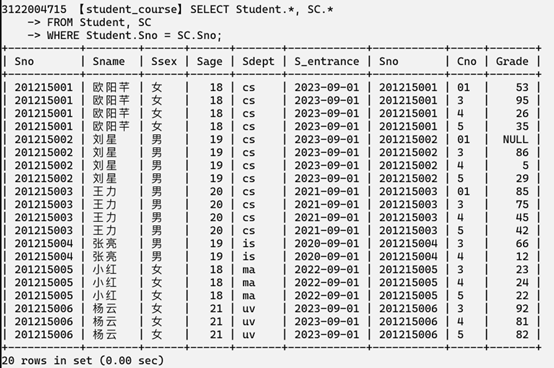 3122004715 【student_course】SELECT Student.*, SC.*
-> FROM Student, SC
-> WHERE Student.Sno = SC.Sno;
| Sno | Sname | Ssex | Sage | Sdept | S_entrance | Sno | Cno | Grade |
| 201215001 | 欧阳芊 | 女 | 18 | cs | 2023-09-01 | 201215001 | 01 | 53 |
| 201215001 | 欧阳芊 | 女 | 18 | cs | 2023-09-01 | 201215001 | 3 | 95 |
| 201215001 | 欧阳芊 | 女 | 18 | cs | 2023-09-01 | 201215001 | 4 | 26 |
| 201215001 | 欧阳芊 | 女 | 18 | cs | 2023-09-01 | 201215001 | 5 | 35 |
| 201215002 | 刘星 | 男 | 19 | cs | 2023-09-01 | 201215002 | 01 | NULL |
| 201215002 | 刘星 | 男 | 19 | cs | 2023-09-01 | 201215002 | 3 | 86 |
| 201215002 | 刘星 | 男 | 19 | cs | 2023-09-01 | 201215002 | 4 | 5 |
| 201215002 | 刘星 | 男 | 19 | cs | 2023-09-01 | 201215002 | 5 | 29 |
| 201215003 | 王力 | 男 | 20 | cs | 2021-09-01 | 201215003 | 01 | 85 |
| 201215003 | 王力 | 男 | 20 | cs | 2021-09-01 | 201215003 | 3 | 75 |
| 201215003 | 王力 | 男 | 20 | cs | 2021-09-01 | 201215003 | 4 | 45 |
| 201215003 | 王力 | 男 | 20 | cs | 2021-09-01 | 201215003 | 5 | 42 |
| 201215004 | 张亮 | 男 | 19 | is | 2020-09-01 | 201215004 | 3 | 66 |
| 201215004 | 张亮 | 男 | 19 | is | 2020-09-01 | 201215004 | 4 | 12 |
| 201215005 | 小红 | 女 | 18 | ma | 2022-09-01 | 201215005 | 3 | 23 |
| 201215005 | 小红 | 女 | 18 | ma | 2022-09-01 | 201215005 | 4 | 24 |
| 201215005 | 小红 | 女 | 18 | ma | 2022-09-01 | 201215005 | 5 | 22 |
| 201215006 | 杨云 | 女 | 21 | uv | 2023-09-01 | 201215006 | 3 | 92 |
| 201215006 | 杨云 | 女 | 21 | uv | 2023-09-01 | 201215006 | 4 | 81 |
| 201215006 | 杨云 | 女 | 21 | uv | 2023-09-01 | 201215006 | 5 | 82 |
20 rows in set (0.00 sec)